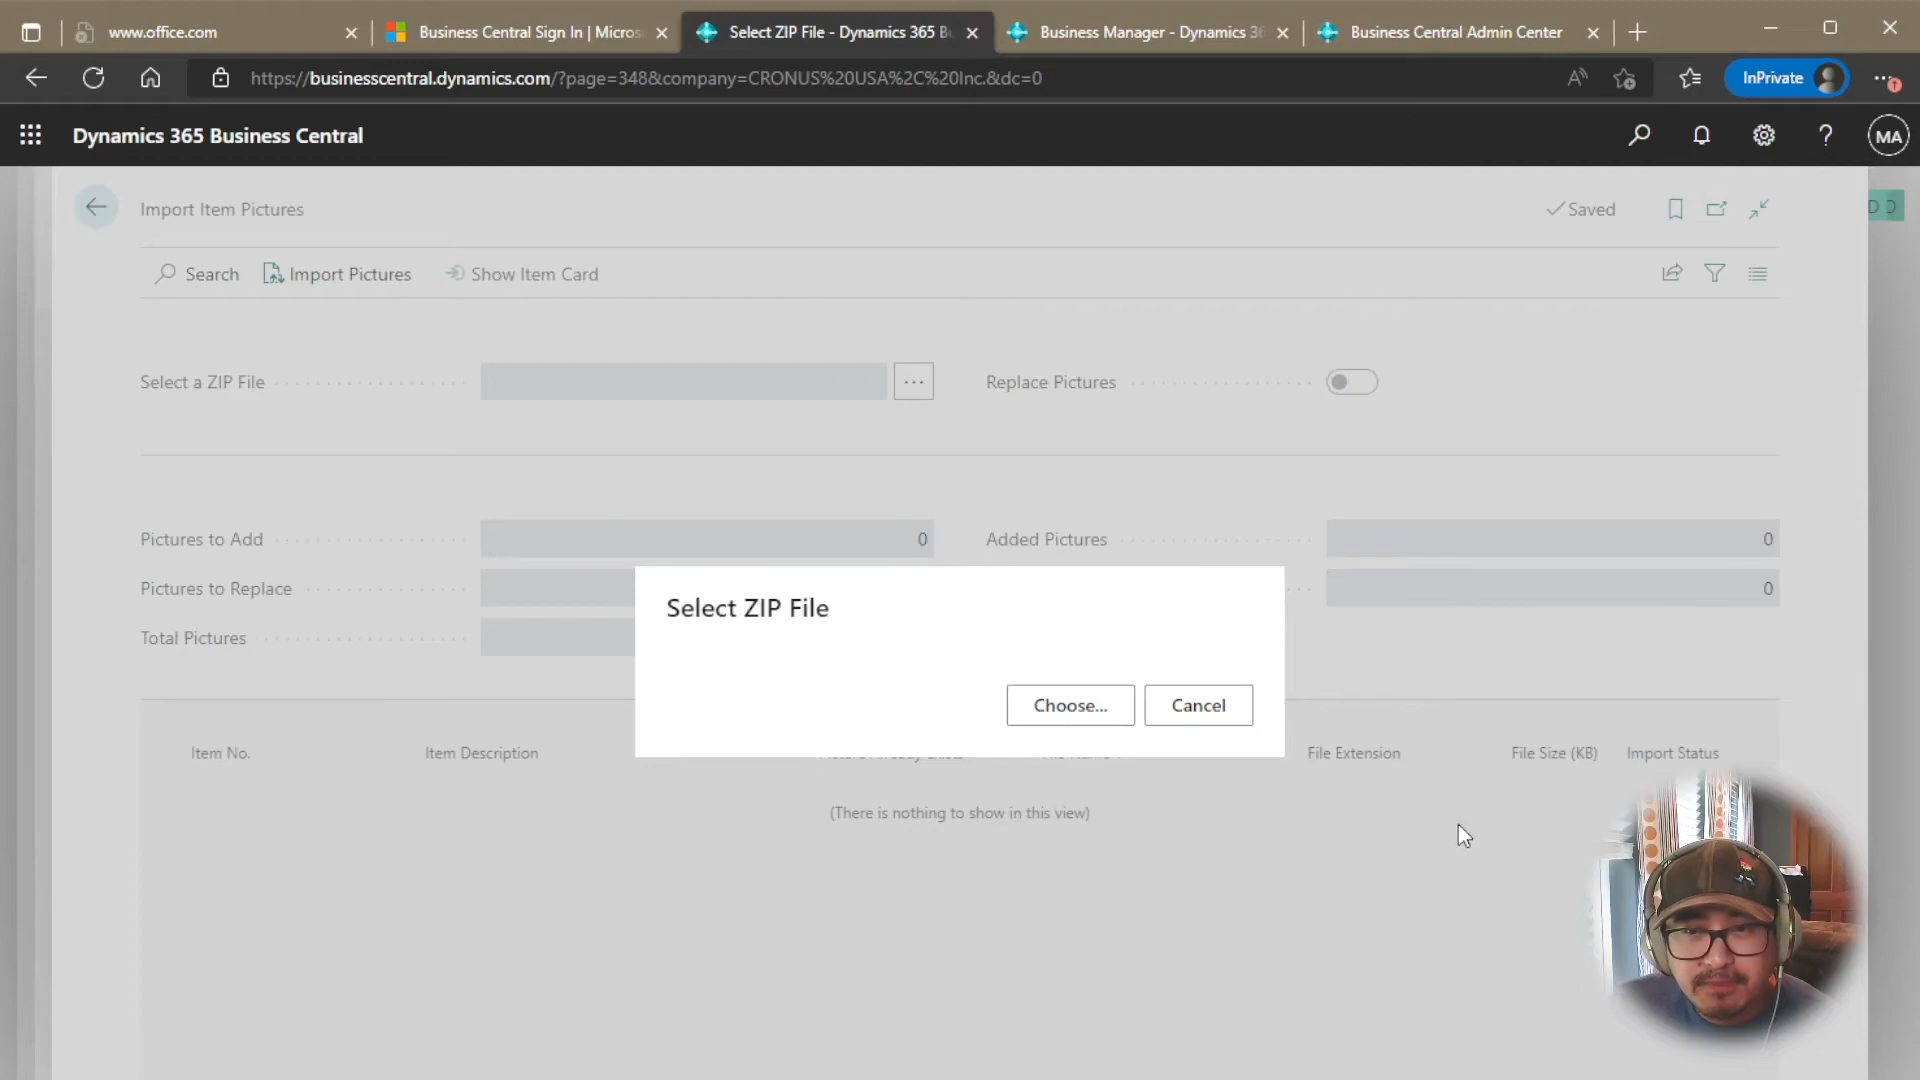 www.office.com
Business Central Sign In | Micros
Select ZIP File - Dynamics 365 B
Business Manager - Dynamics 36
Business Central Admin Center
https://businesscentral.dynamics.com/?page=348&company=CRONUS%20USA%2C%20Inc.&dc=0
InPrivate
Dynamics 365 Business Central
MA
Import Item Pictures
Saved
Search
Import Pictures
Show Item Card
Select a ZIP File
Replace Pictures
Pictures to Add
0
Added Pictures
0
Pictures to Replace
0
Total Pictures
Select ZIP File
Choose...
Cancel
Item No.
Item Description
File Extension
File Size (KB)
Import Status
(There is nothing to show in this view)